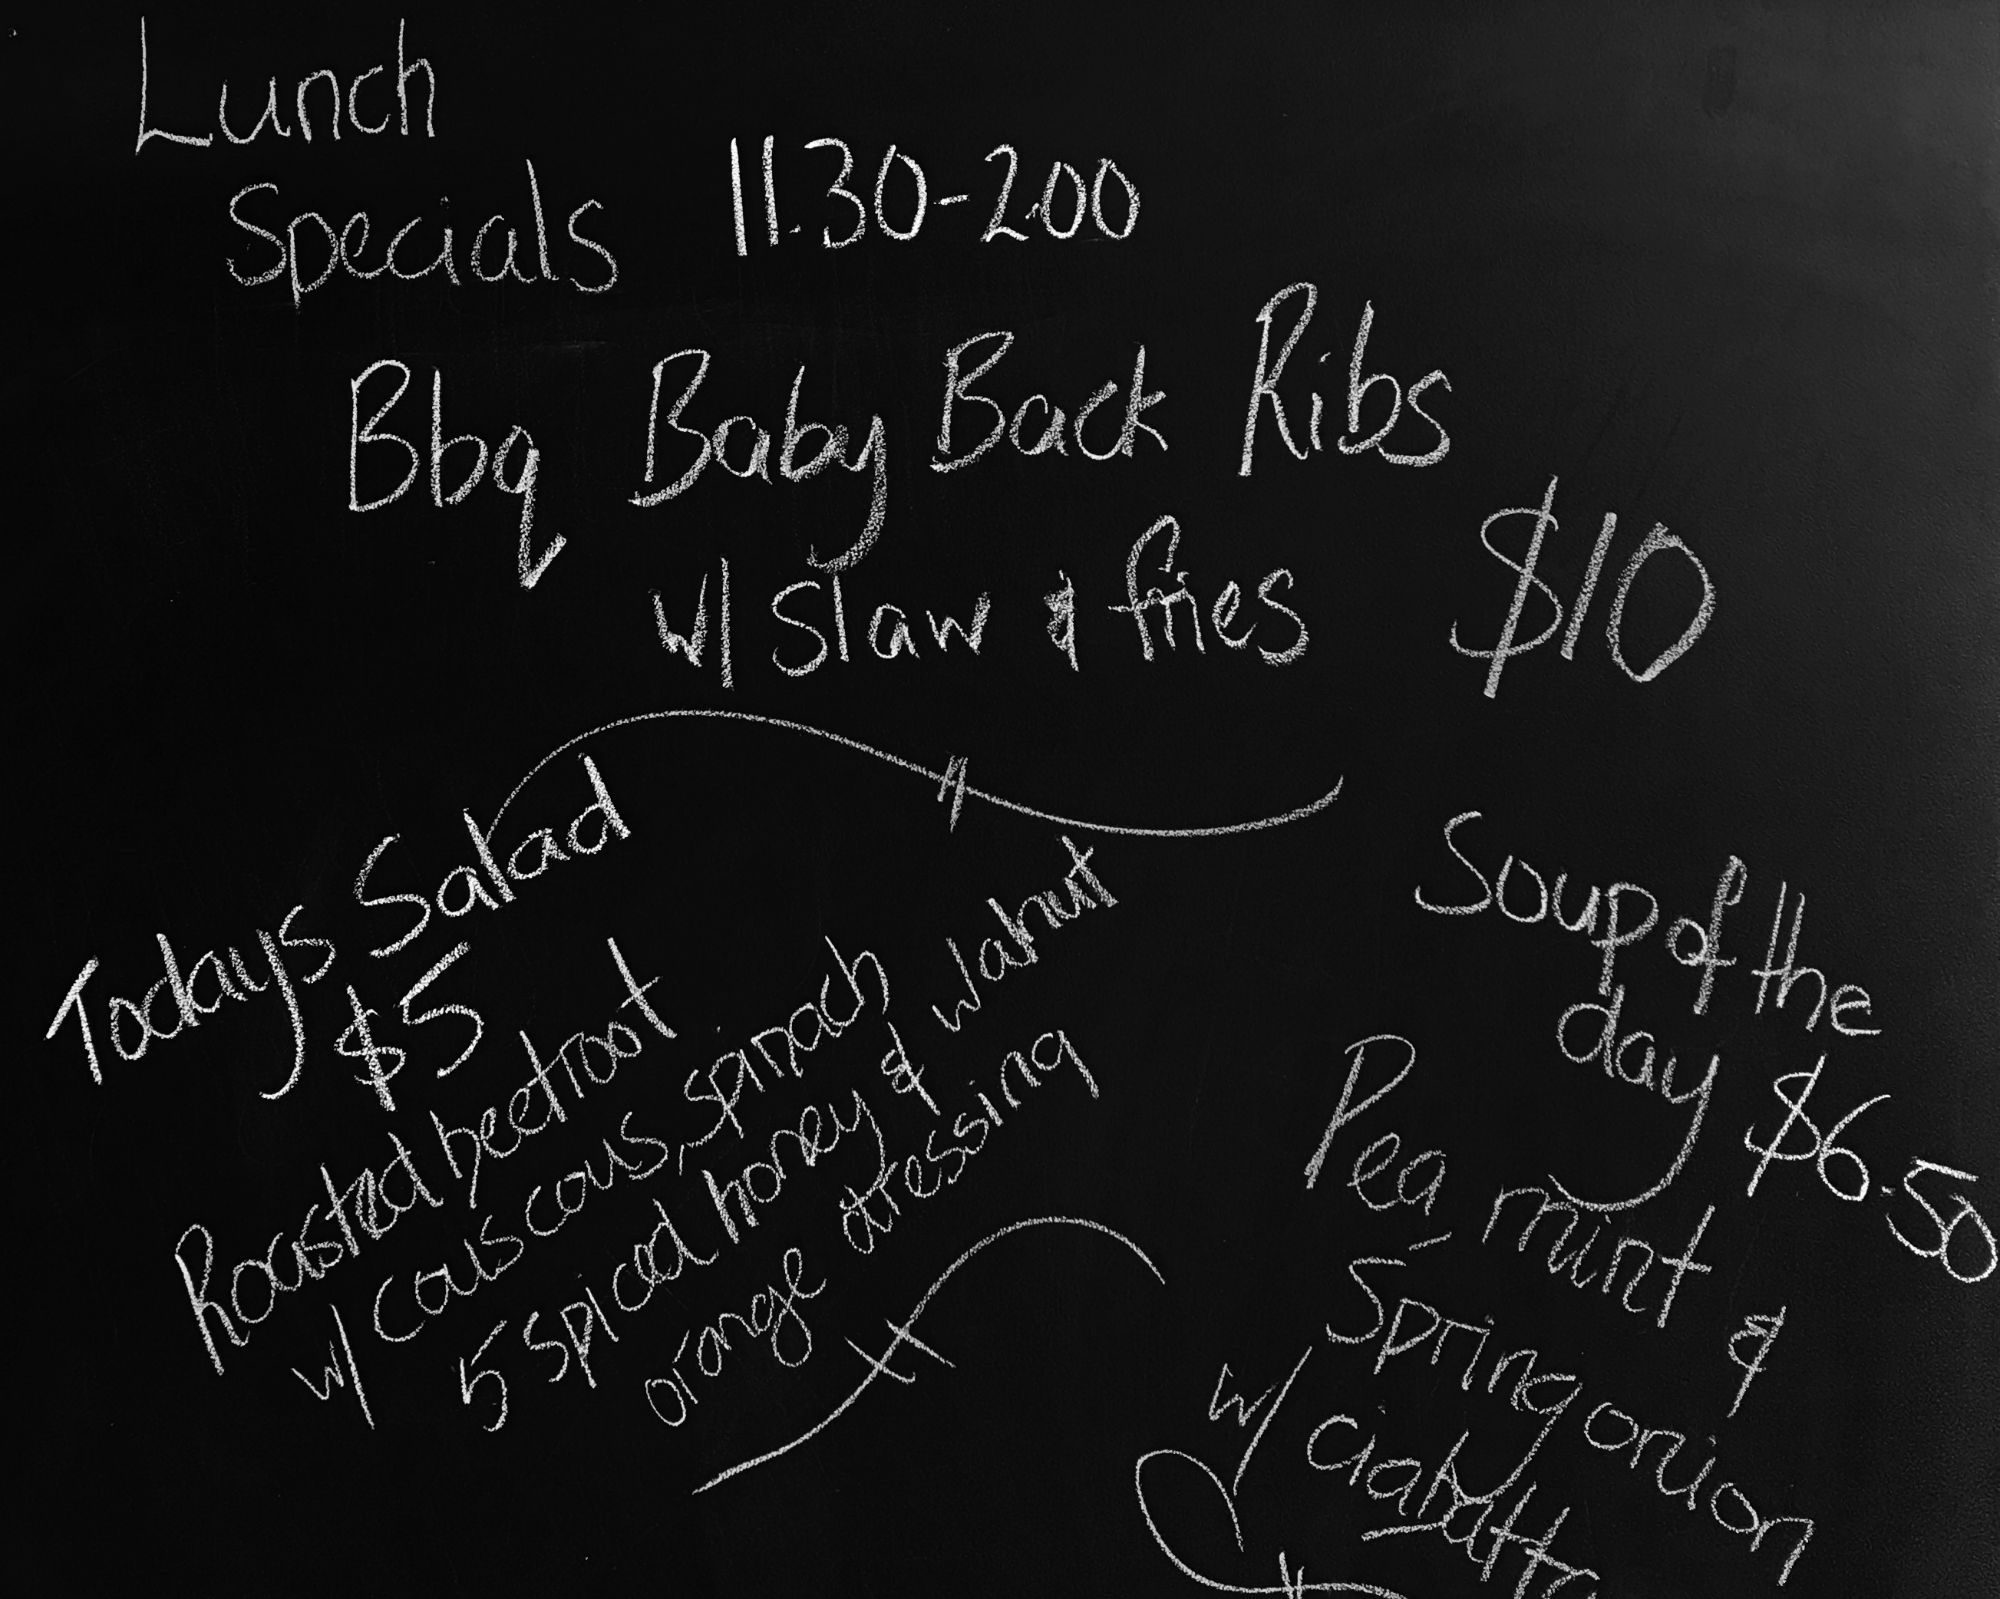 Lunch
Specials 11.30-2.00
Bbq Baby Back Ribs
w/ slaw & fries $10
Todays Salad
$5
Roasted beetroot
w/ cous cous, spinach
5 spiced honey & walnut
orange dressing
Soup of the
day $6.50
Pea, mint &
Spring onion
w/ ciabatta